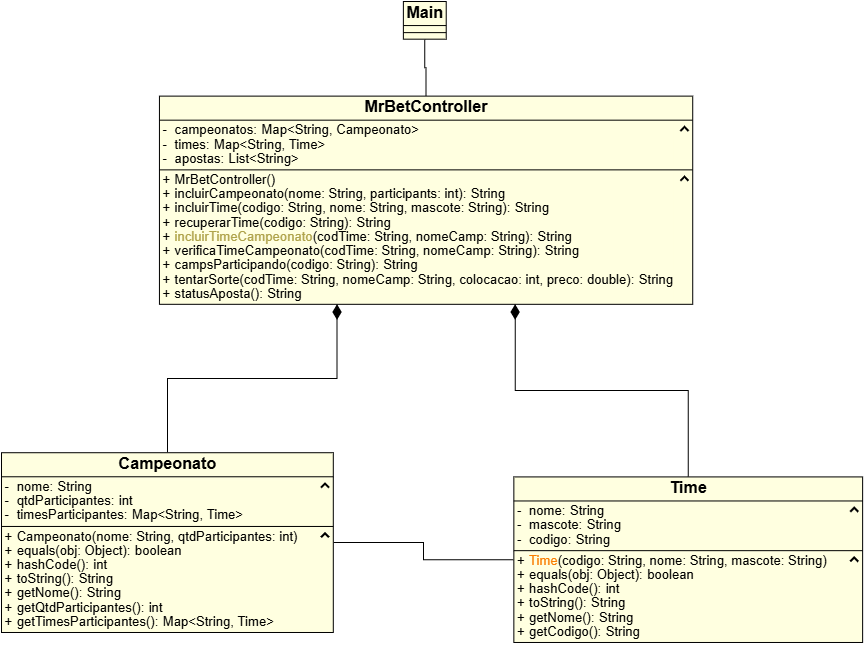 Main
MrBetController
- campeonatos: Map<String, Campeonato>
- times: Map<String, Time>
- apostas: List<String>
+ MrBetController()
+ incluirCampeonato(nome: String, participants: int): String
+ incluirTime(codigo: String, nome: String, mascote: String): String
+ recuperarTime(codigo: String): String
+ incluirTimeCampeonato(codTime: String, nomeCamp: String): String
+ verificaTimeCampeonato(codTime: String, nomeCamp: String): String
+ campsParticipando(codigo: String): String
+ tentarSorte(codTime: String, nomeCamp: String, colocacao: int, preco: double): String
+ statusAposta(): String
Campeonato
- nome: String
- qtdParticipantes: int
- timesParticipantes: Map<String, Time>
+ Campeonato(nome: String, qtdParticipantes: int)
+ equals(obj: Object): boolean
+ hashCode(): int
+ toString(): String
+ getNome(): String
+ getQtdParticipantes(): int
+ getTimesParticipantes(): Map<String, Time>
Time
- nome: String
- mascote: String
- codigo: String
+ Time(codigo: String, nome: String, mascote: String)
+ equals(obj: Object): boolean
+ hashCode(): int
+ toString(): String
+ getNome(): String
+ getCodigo(): String